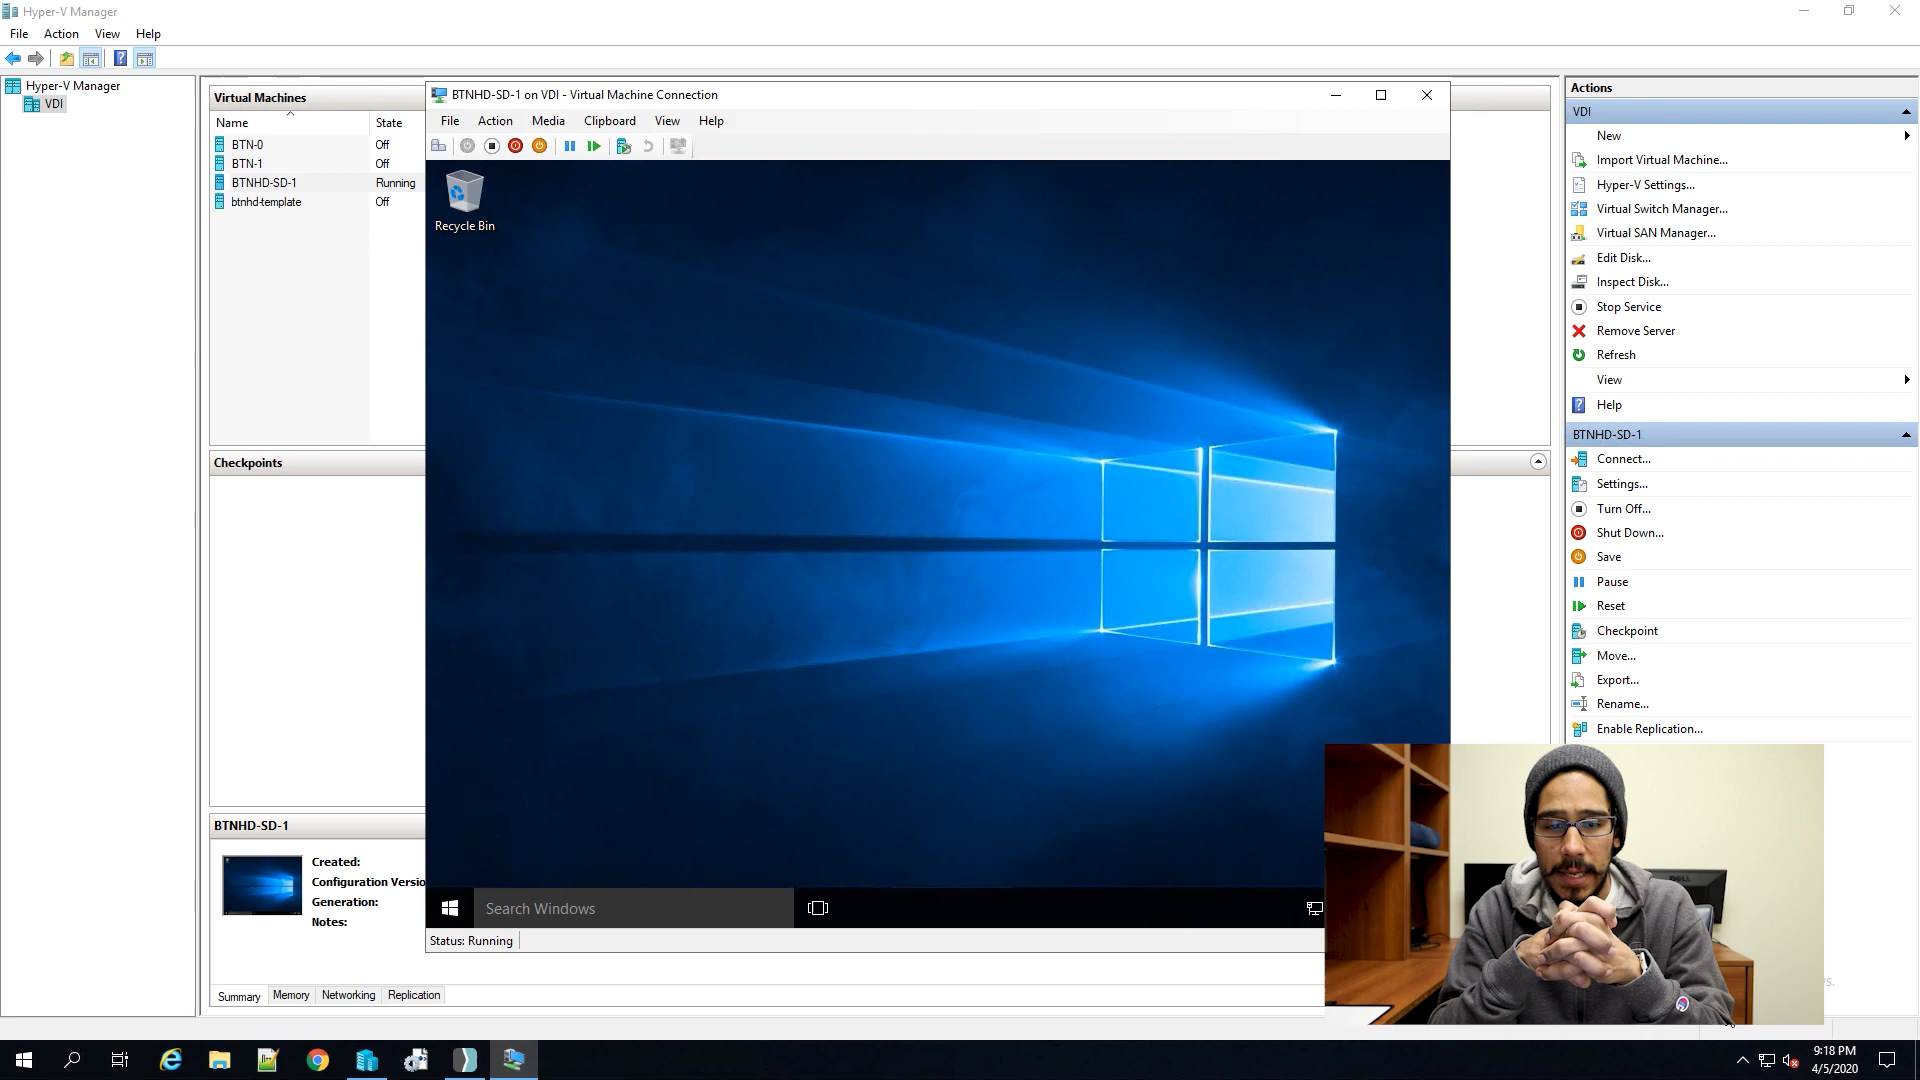 Hyper-V Manager
File Action View Help
Hyper-V Manager
VDI
Virtual Machines
Name State
BTN-0 Off
BTN-1 Off
BTNHD-SD-1 Running
btnhd-template Off
Checkpoints
BTNHD-SD-1
Created:
Configuration Versio
Generation:
Notes:
Summary Memory Networking Replication
BTNHD-SD-1 on VDI - Virtual Machine Connection
File Action Media Clipboard View Help
Recycle Bin
Search Windows
Status: Running
Actions
VDI
New
Import Virtual Machine...
Hyper-V Settings...
Virtual Switch Manager...
Virtual SAN Manager...
Edit Disk...
Inspect Disk...
Stop Service
Remove Server
Refresh
View
Help
BTNHD-SD-1
Connect...
Settings...
Turn Off...
Shut Down...
Save
Pause
Reset
Checkpoint
Move...
Export...
Rename...
Enable Replication...
DELL
9:18 PM
4/5/2020